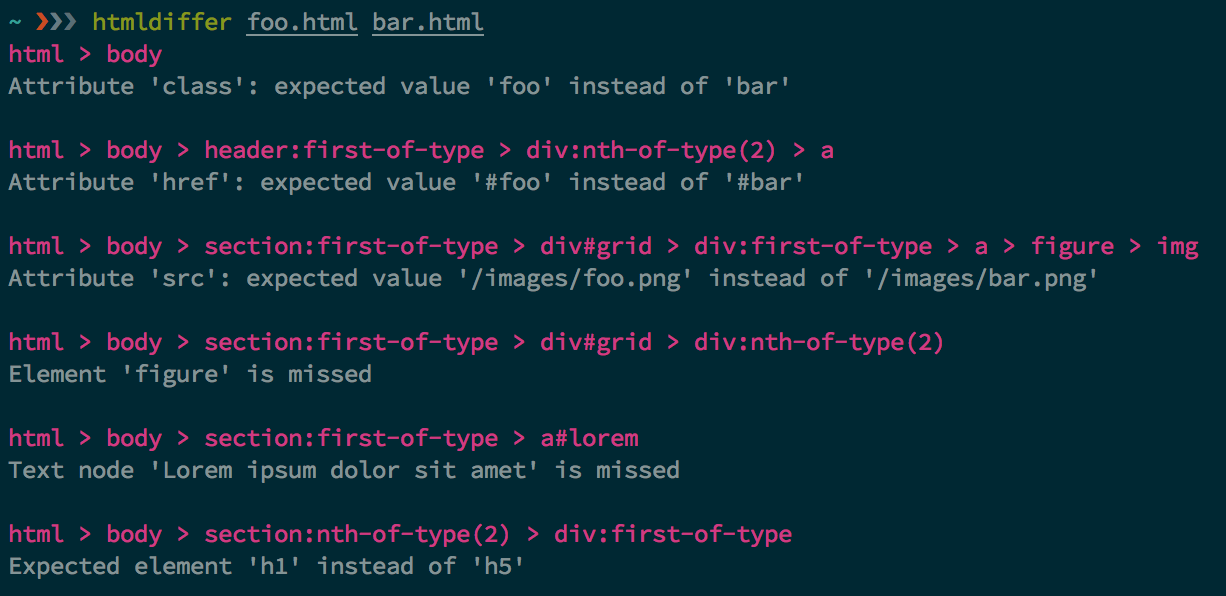 ~ ❯❯❯ htmldiffer foo.html bar.html
html > body
Attribute 'class': expected value 'foo' instead of 'bar'
html > body > header:first-of-type > div:nth-of-type(2) > a
Attribute 'href': expected value '#foo' instead of '#bar'
html > body > section:first-of-type > div#grid > div:first-of-type > a > figure > img
Attribute 'src': expected value '/images/foo.png' instead of '/images/bar.png'
html > body > section:first-of-type > div#grid > div:nth-of-type(2)
Element 'figure' is missed
html > body > section:first-of-type > a#lorem
Text node 'Lorem ipsum dolor sit amet' is missed
html > body > section:nth-of-type(2) > div:first-of-type
Expected element 'h1' instead of 'h5'